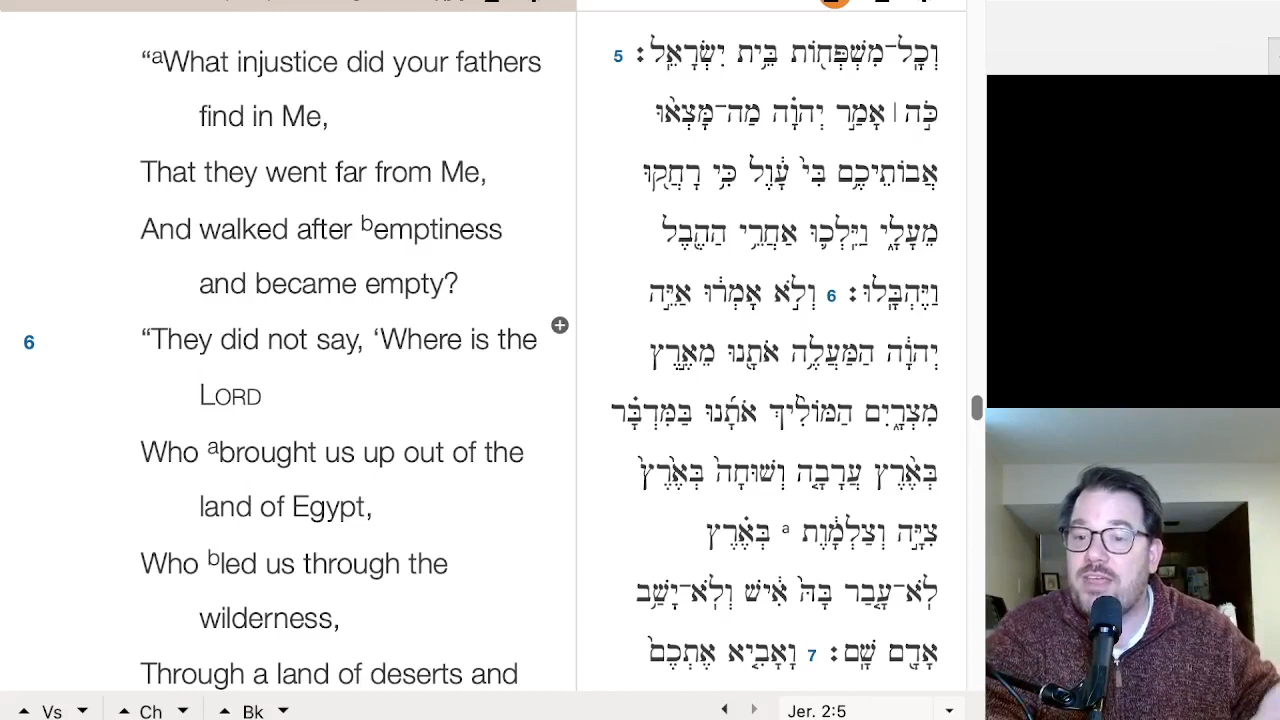 “ᵃWhat injustice did your fathers
find in Me,
That they went far from Me,
And walked after ᵇemptiness
and became empty?
6 “They did not say, ‘Where is the
LORD
Who ᵃbrought us up out of the
land of Egypt,
Who ᵇled us through the
wilderness,
Through a land of deserts and
וְכָֽל־מִשְׁפְּח֖וֹת בֵּ֥ית יִשְׂרָאֵֽל׃ 5
כֹּ֣ה ׀ אָמַ֣ר יְהוָ֗ה מַה־מָּצְא֨וּ
אֲבוֹתֵיכֶ֥ם בִּי֙ עָ֔וֶל כִּ֥י רָחֲק֖וּ
מֵעָלָ֑י וַיֵּֽלְכ֛וּ אַחֲרֵ֥י הַהֶ֖בֶל
וַיֶּהְבָּֽלוּ׃ 6 וְלֹ֣א אָמְר֔וּ אַיֵּ֣ה
יְהוָ֔ה הַמַּעֲלֶ֥ה אֹתָ֖נוּ מֵאֶ֣רֶץ
מִצְרָ֑יִם הַמּוֹלִ֨יךְ אֹתָ֜נוּ בַּמִּדְבָּ֗ר
בְּאֶ֨רֶץ עֲרָבָ֤ה וְשׁוּחָה֙ בְּאֶ֙רֶץ֙
צִיָּ֣ה וְצַלְמָ֔וֶת ᵃ בְּאֶ֗רֶץ
לֹֽא־עָ֤בַר בָּהּ֙ אִ֔ישׁ וְלֹֽא־יָשַׁ֥ב
אָדָ֖ם שָֽׁם׃ 7 וָאָבִ֤יא אֶתְכֶם֙
Vs Ch Bk Jer. 2:5